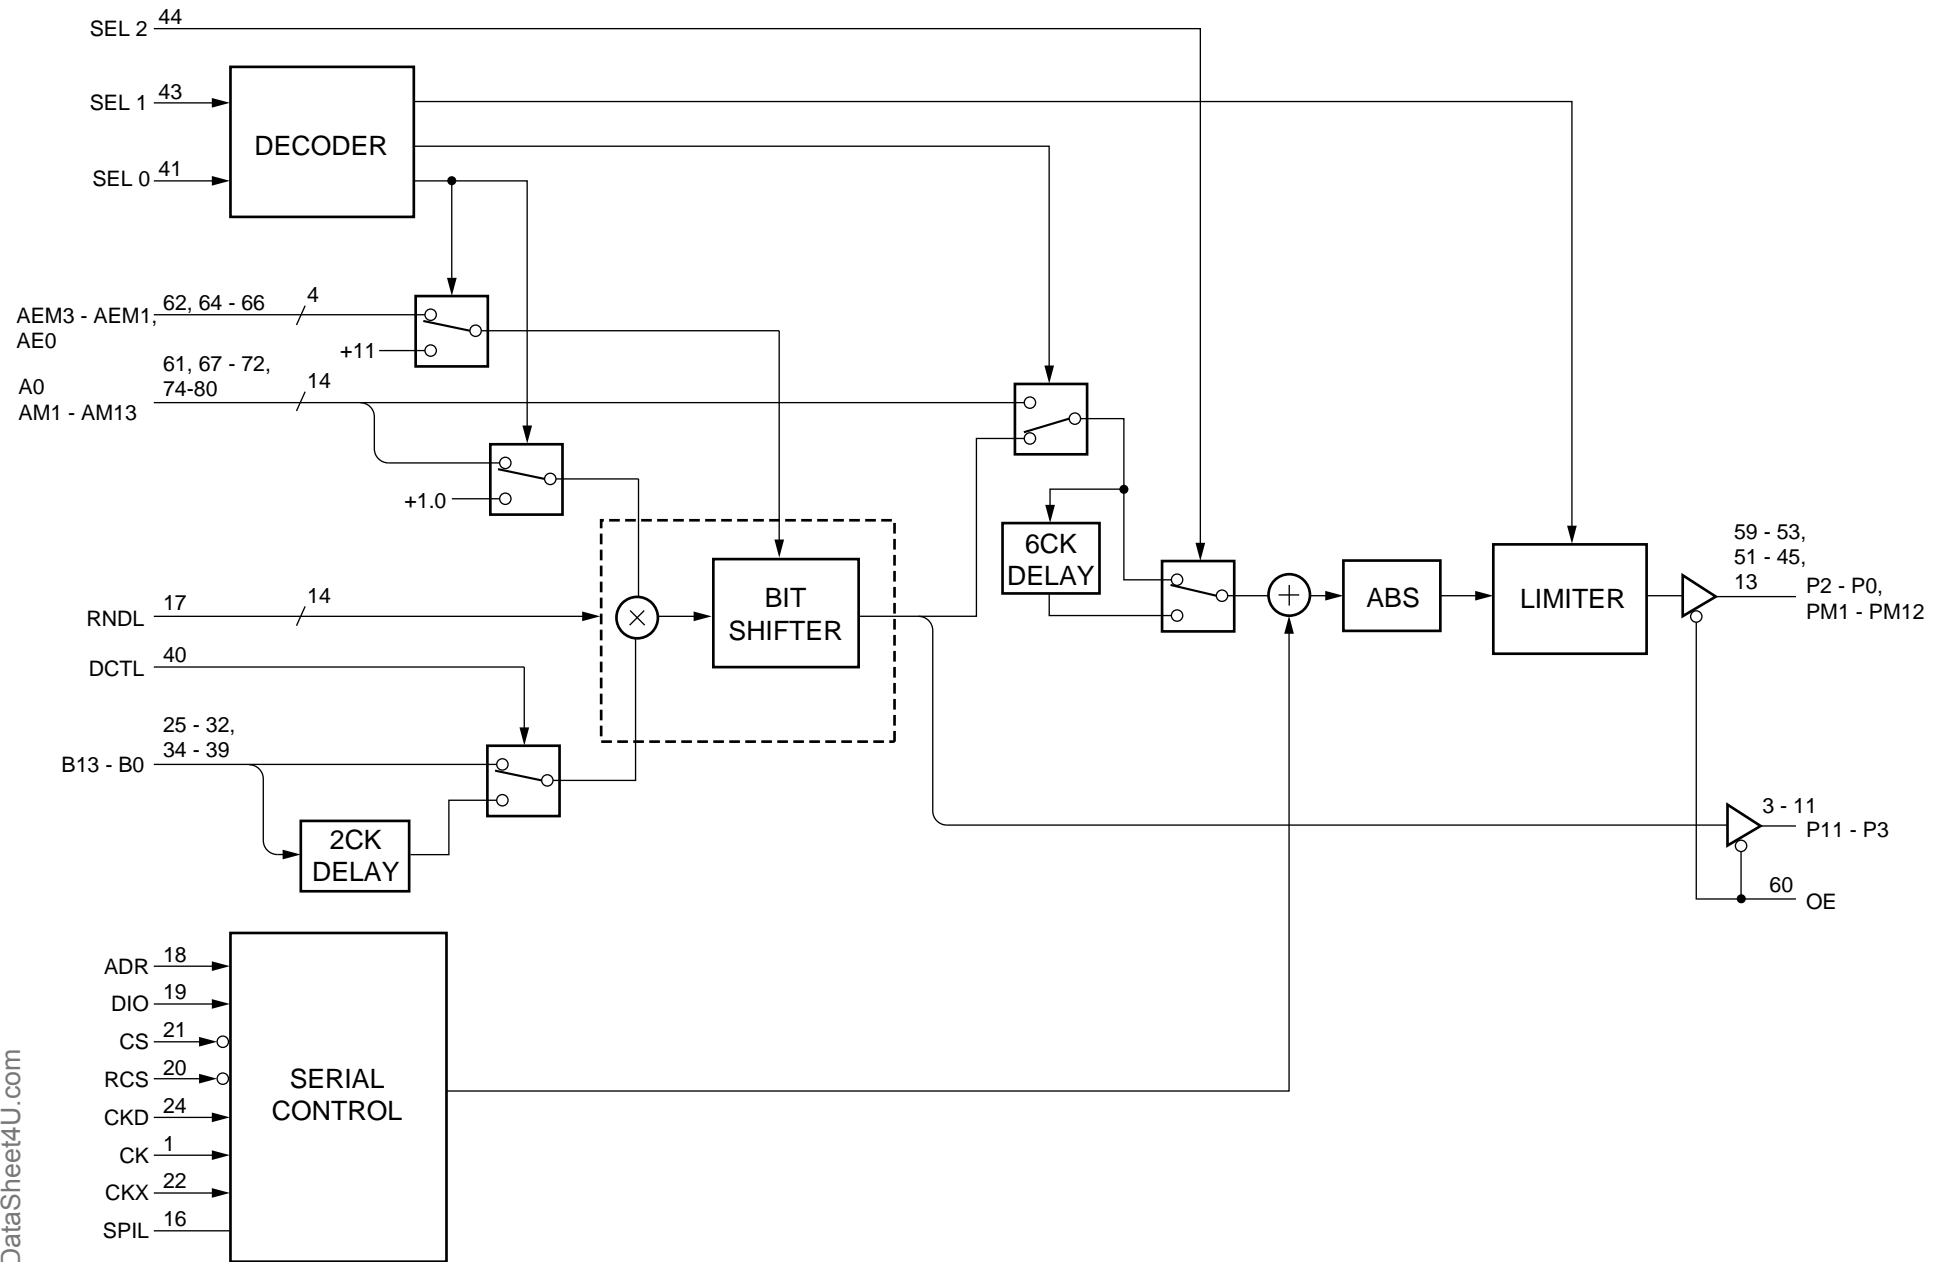 SEL 2 44
SEL 1 43
SEL 0 41
DECODER
AEM3 - AEM1,
AE0
62, 64 - 66
4
+11
A0
AM1 - AM13
61, 67 - 72,
74-80
14
+1.0
RNDL 17
14
DCTL 40
B13 - B0
25 - 32,
34 - 39
2CK
DELAY
×
BIT
SHIFTER
6CK
DELAY
+
ABS
LIMITER
59 - 53,
51 - 45,
13
P2 - P0,
PM1 - PM12
3 - 11
P11 - P3
60
OE
ADR 18
DIO 19
CS 21
RCS 20
CKD 24
CK 1
CKX 22
SPIL 16
SERIAL
CONTROL
DataSheet4U.com